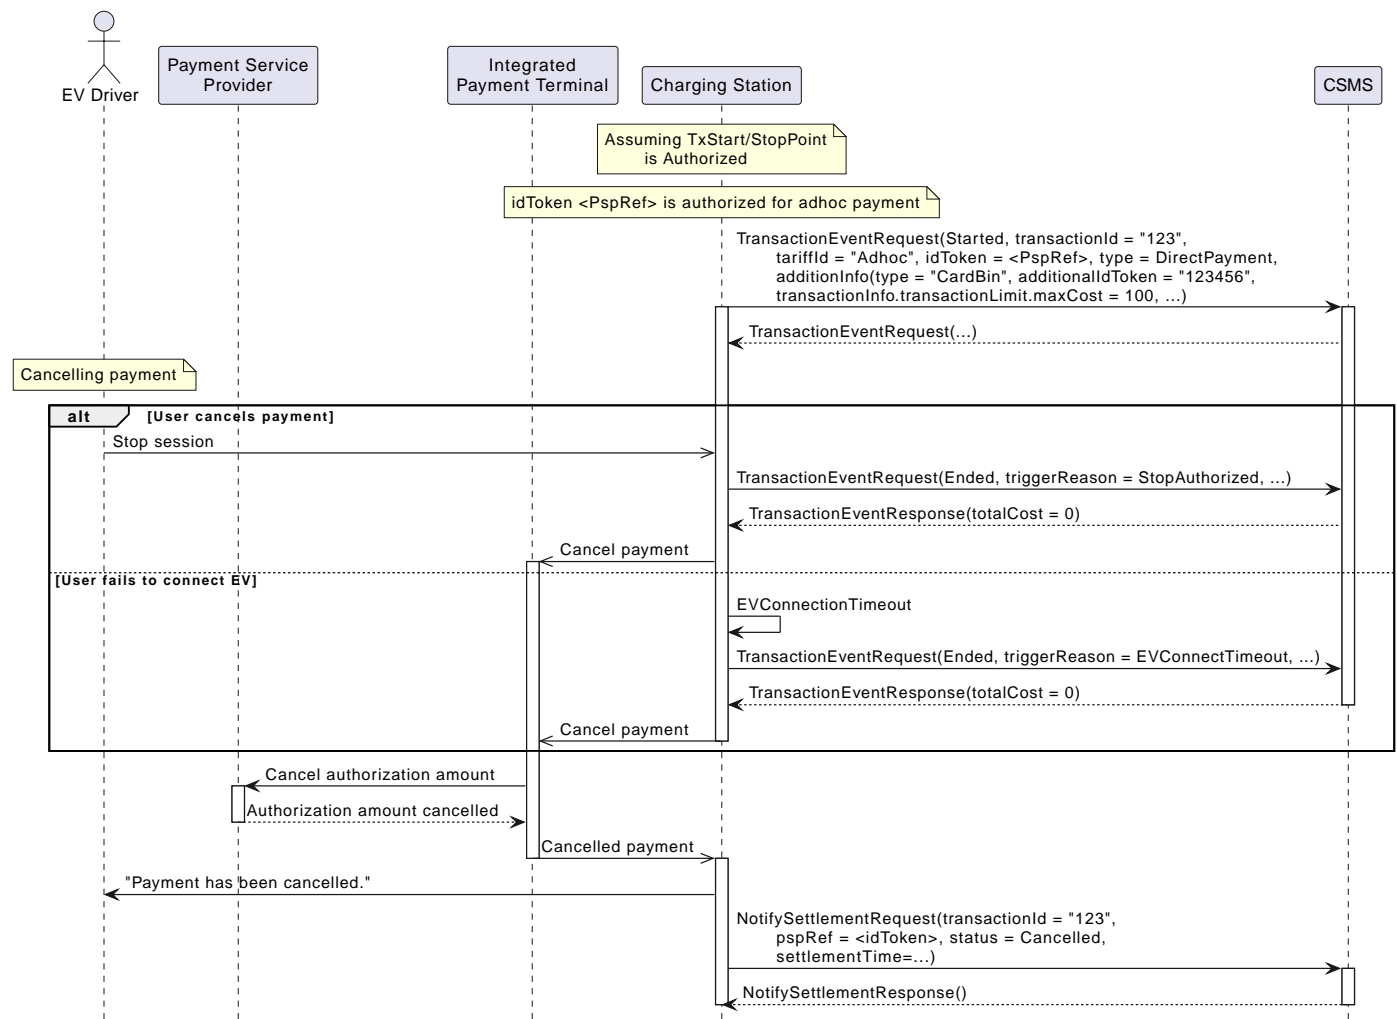 EV Driver
Payment Service
Provider
Integrated
Payment Terminal
Charging Station
CSMS
Assuming TxStart/StopPoint
is Authorized
idToken <PspRef> is authorized for adhoc payment
TransactionEventRequest(Started, transactionId = "123",
tariffId = "Adhoc", idToken = <PspRef>, type = DirectPayment,
additionInfo(type = "CardBin", additionalIdToken = "123456",
transactionInfo.transactionLimit.maxCost = 100, ...)
TransactionEventRequest(...)
Cancelling payment
alt
[User cancels payment]
Stop session
TransactionEventRequest(Ended, triggerReason = StopAuthorized, ...)
TransactionEventResponse(totalCost = 0)
Cancel payment
[User fails to connect EV]
EVConnectionTimeout
TransactionEventRequest(Ended, triggerReason = EVConnectTimeout, ...)
TransactionEventResponse(totalCost = 0)
Cancel payment
Cancel authorization amount
Authorization amount cancelled
Cancelled payment
"Payment has been cancelled."
NotifySettlementRequest(transactionId = "123",
pspRef = <idToken>, status = Cancelled,
settlementTime=...)
NotifySettlementResponse()